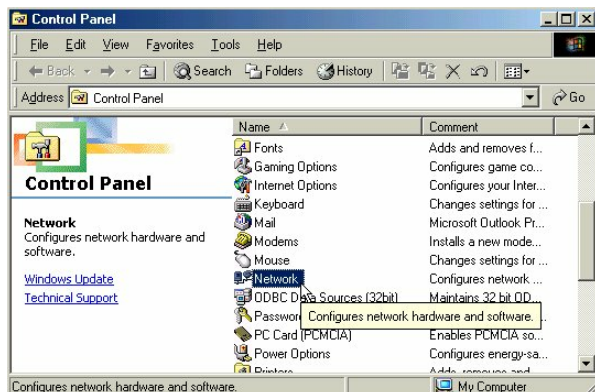 Control Panel
File Edit View Favorites Tools Help
Back Search Folders History
Address Control Panel Go
Name Comment
Control Panel
Network
Configures network hardware and
software.
Windows Update
Technical Support
Fonts Adds and removes f...
Gaming Options Configures game co...
Internet Options Configures your Inter...
Keyboard Changes settings for ...
Mail Microsoft Outlook Pr...
Modems Installs a new mode...
Mouse Changes settings for ...
Network Configures network ...
ODBC Data Sources (32bit) Maintains 32 bit OD...
Configures network hardware and software.
PC Card (PCMCIA) Enables PCMCIA so...
Power Options Configures energy-sa...
Printers Adds, removes and
Configures network hardware and software. My Computer